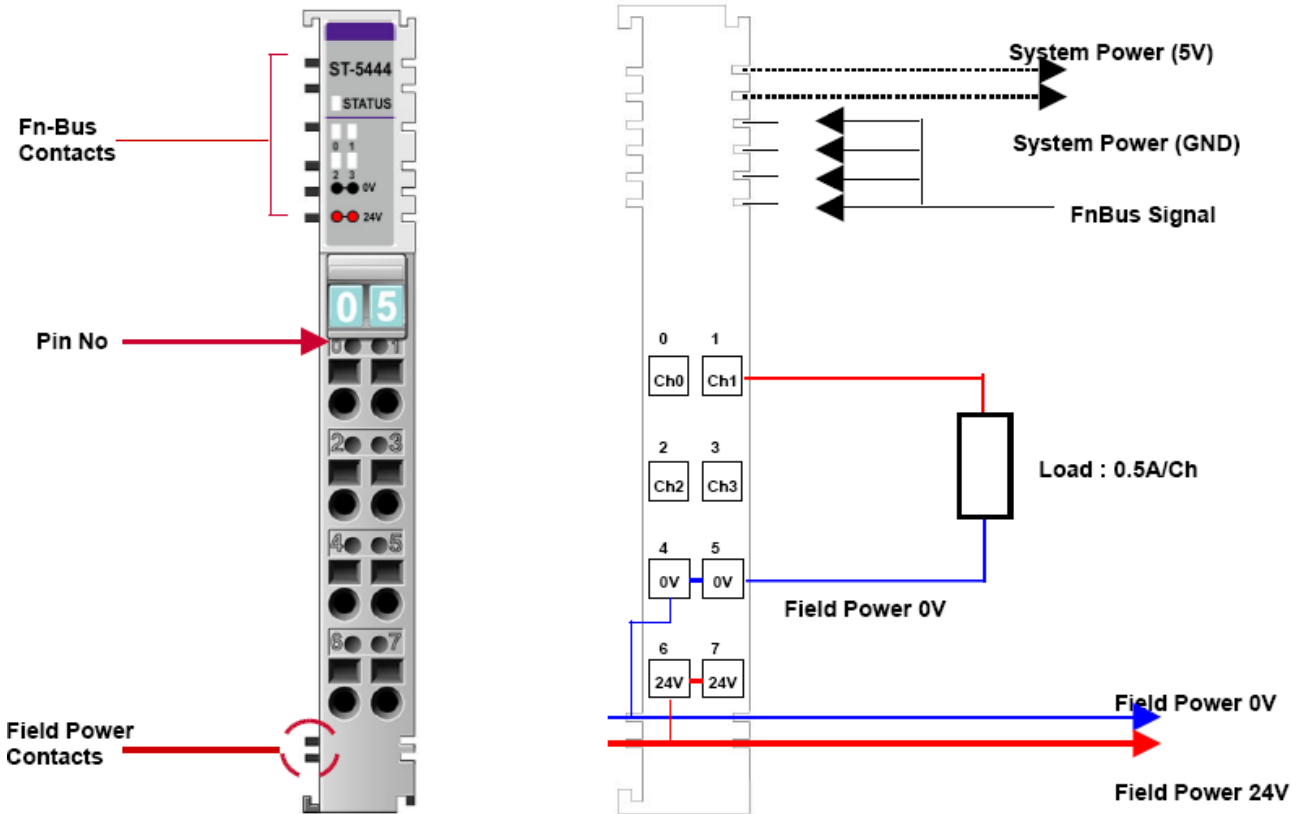 ST-5444
STATUS
0 1
2 3
0V
24V
Fn-Bus
Contacts
05
Pin No
0 1
2 3
4 5
6 7
Field Power
Contacts
System Power (5V)
System Power (GND)
FnBus Signal
0 1
Ch0 Ch1
2 3
Ch2 Ch3
Load : 0.5A/Ch
4 5
0V 0V
Field Power 0V
6 7
24V 24V
Field Power 0V
Field Power 24V